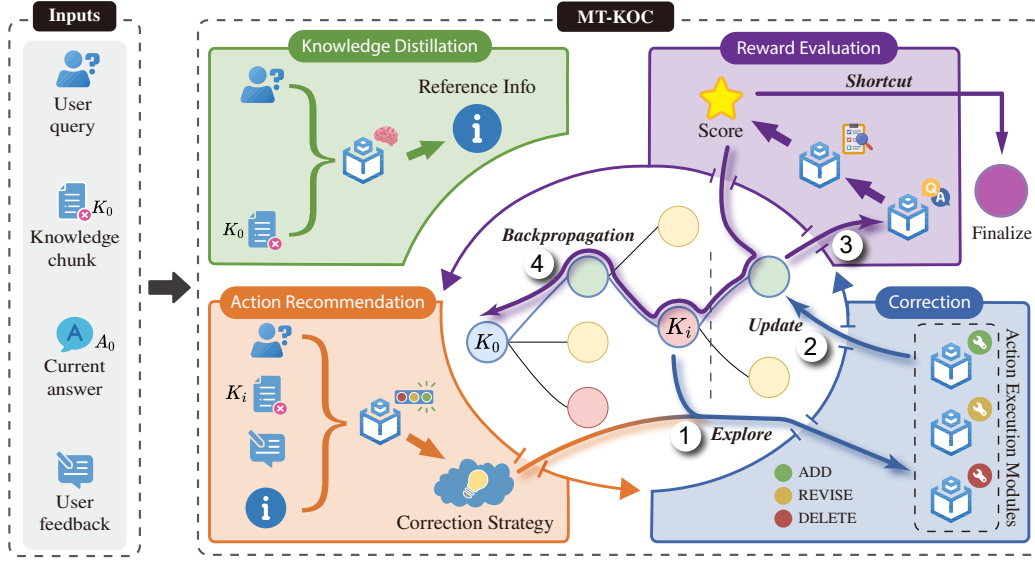 Inputs
User
query
K0
Knowledge
chunk
A
A0
Current
answer
User
feedback
MT-KOC
Knowledge Distillation
K0
Reference Info
i
Reward Evaluation
Score
Shortcut
Q
A
Finalize
Backpropagation
4
3
K0
Ki
Update
2
1
Explore
ADD
REVISE
DELETE
Action Recommendation
Ki
i
Correction Strategy
Correction
Action Execution Modules